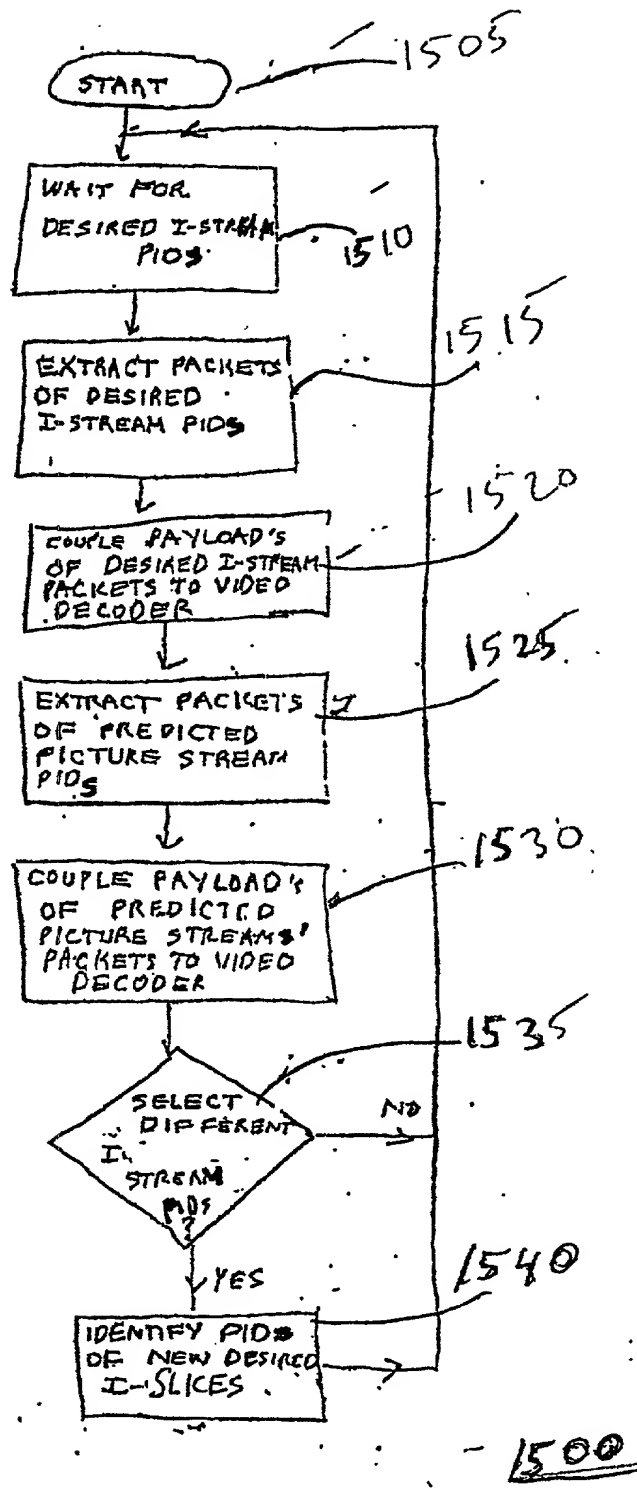 START
1505
WAIT FOR
DESIRED I-STREAM
PIDS.
1510
EXTRACT PACKETS
OF DESIRED
I-STREAM PIDS
1515
COUPLE PAYLOAD'S
OF DESIRED I-STREAM
PACKETS TO VIDEO
DECODER
1520
EXTRACT PACKETS
OF PREDICTED
PICTURE STREAM
PIDS
1525
COUPLE PAYLOAD'S
OF PREDICTED
PICTURE STREAMS'
PACKETS TO VIDEO
DECODER
1530
SELECT
DIFFERENT
I-
STREAM
PIDS
?
1535
NO
YES
IDENTIFY PIDS
OF NEW DESIRED
I-SLICES.
1540
1500